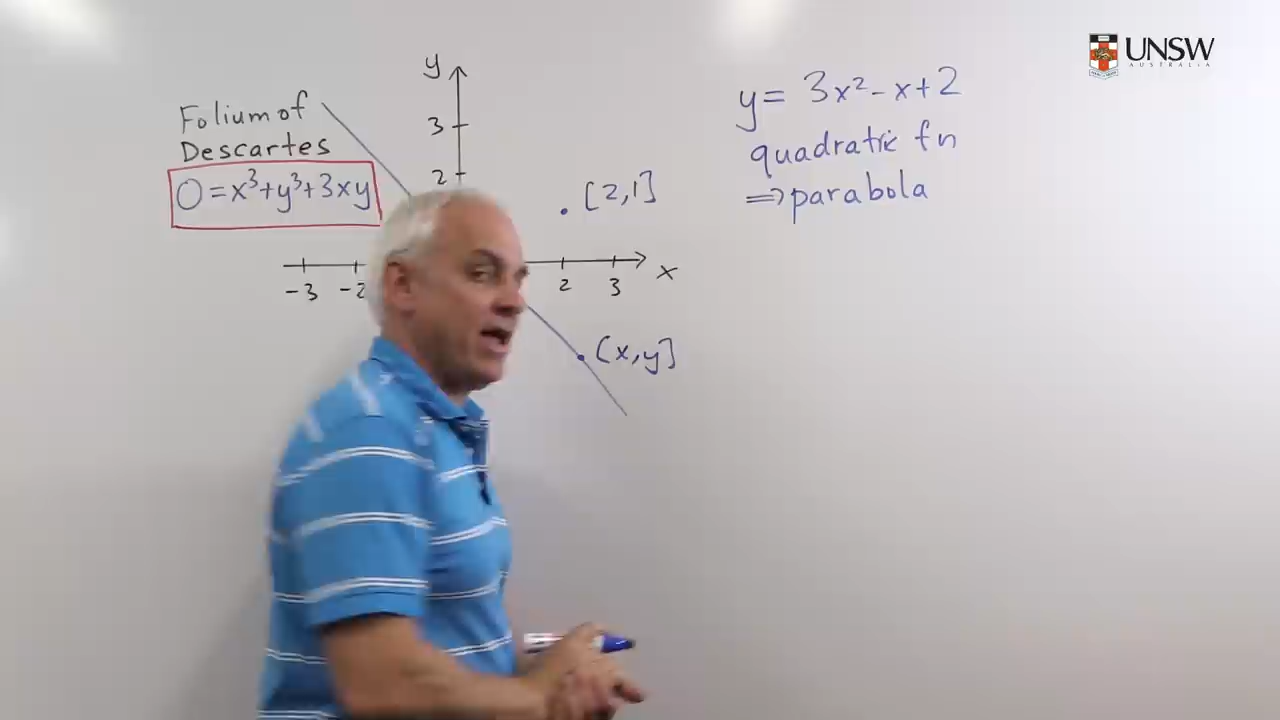 Folium of
Descartes
0 = x³+y³+3xy
y
3
2
[2,1]
-3 -2
2 3
x
[x,y]
y = 3x²-x+2
quadratic fn
⇒ parabola
UNSW
AUSTRALIA